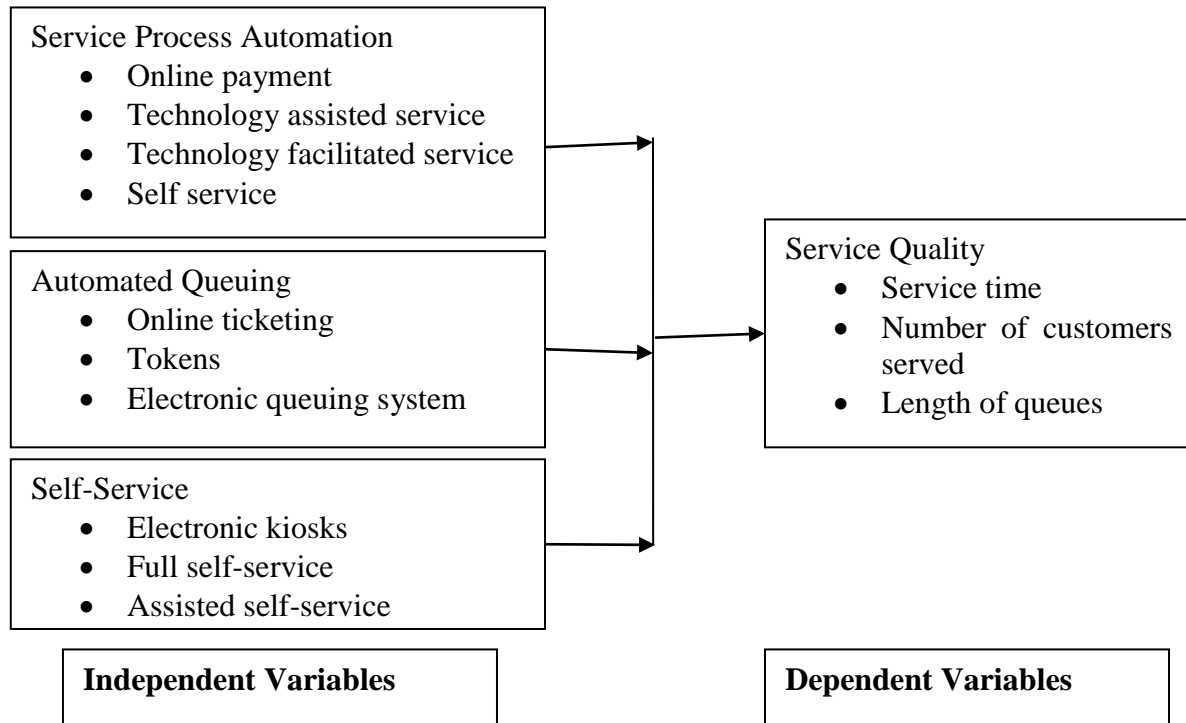 Service Process Automation
• Online payment
• Technology assisted service
• Technology facilitated service
• Self service
Automated Queuing
• Online ticketing
• Tokens
• Electronic queuing system
Self-Service
• Electronic kiosks
• Full self-service
• Assisted self-service
Service Quality
• Service time
• Number of customers
served
• Length of queues
Independent Variables
Dependent Variables